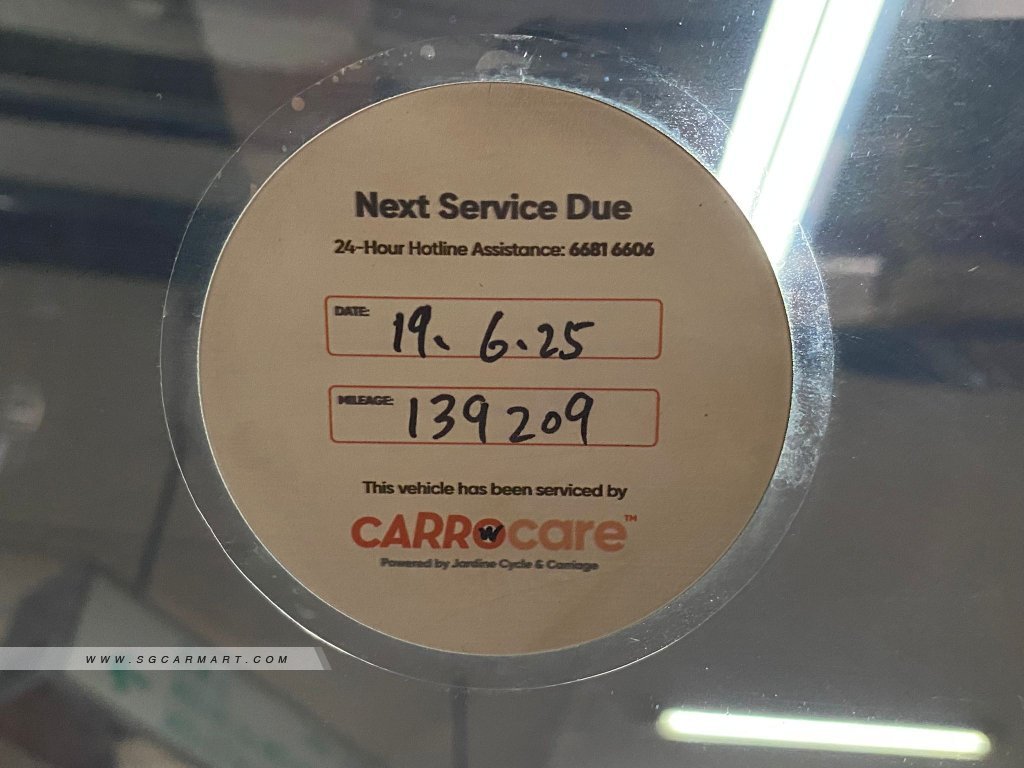 Next Service Due
24-Hour Hotline Assistance: 6681 6606
DATE: 19. 6.25
MILEAGE: 139209
This vehicle has been serviced by
CARROcare™
Powered by Jardine Cycle & Carriage
WWW.SGCARMART.COM